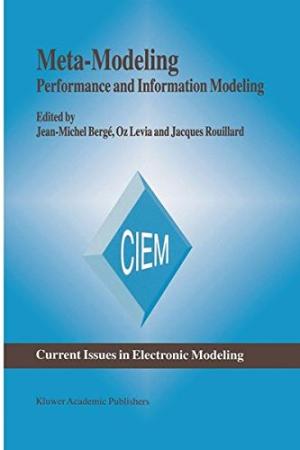 Meta-Modeling
Performance and Information Modeling
Edited by
Jean-Michel Bergé, Oz Levia and Jacques Rouillard
CIEM
Current Issues in Electronic Modeling
Kluwer Academic Publishers